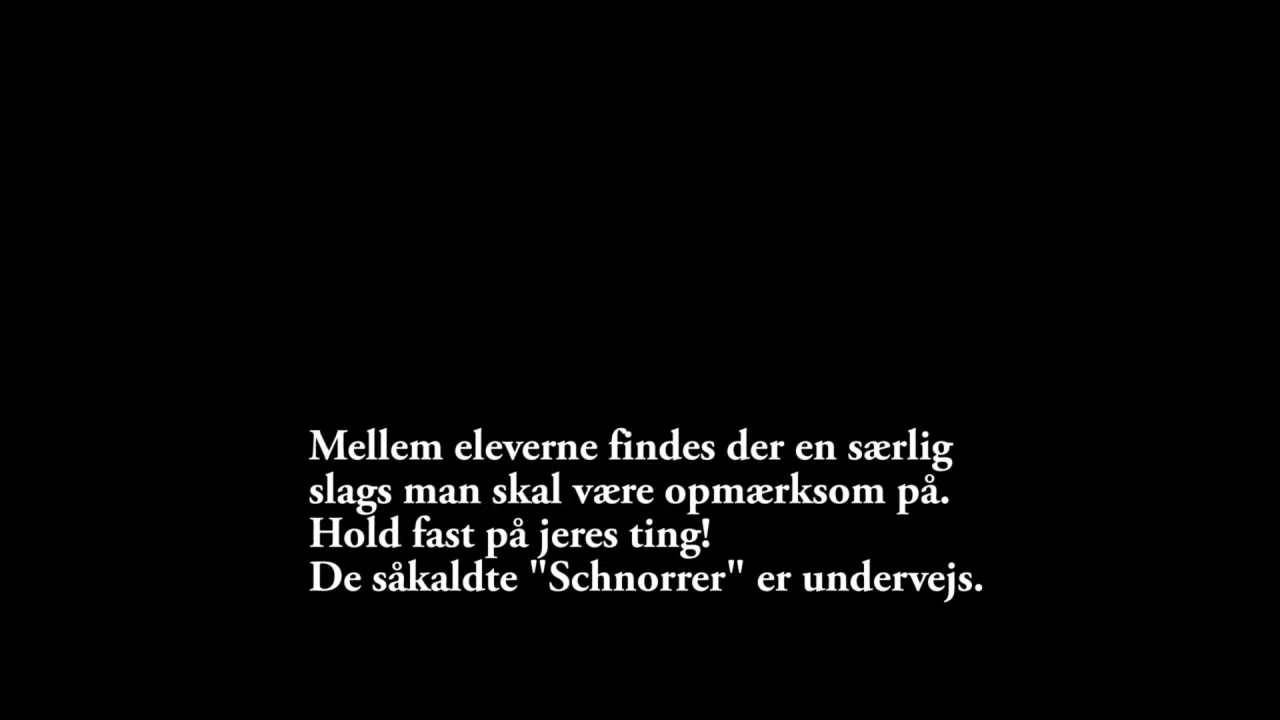 Mellem eleverne findes der en særlig
slags man skal være opmærksom på.
Hold fast på jeres ting!
De såkaldte "Schnorrer" er undervejs.